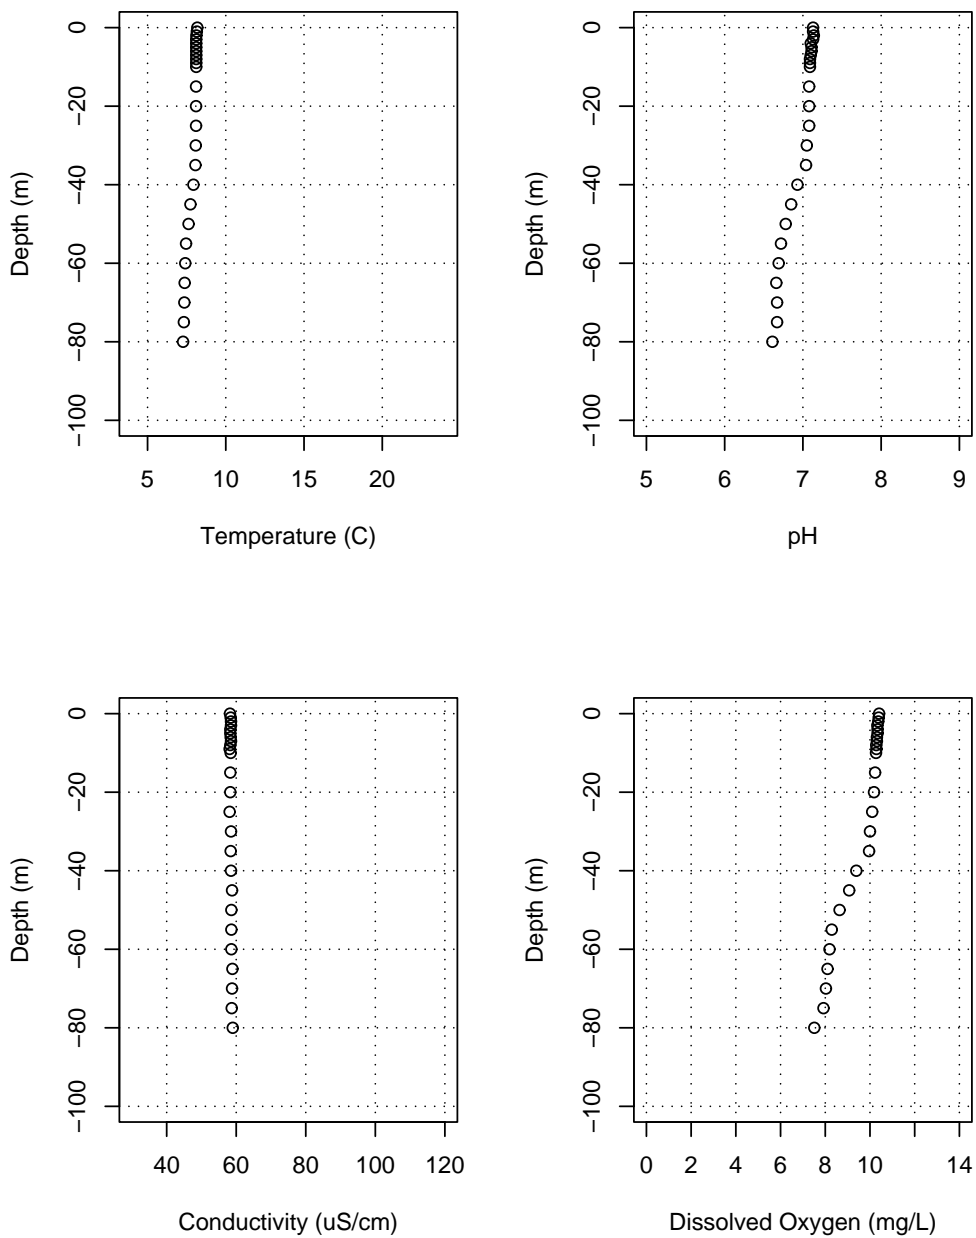 0
−20
−40
−60
−80
−100
Depth (m)
5 10 15 20
Temperature (C)
0
−20
−40
−60
−80
−100
Depth (m)
5 6 7 8 9
pH
0
−20
−40
−60
−80
−100
Depth (m)
40 60 80 100 120
Conductivity (uS/cm)
0
−20
−40
−60
−80
−100
Depth (m)
0 2 4 6 8 10 14
Dissolved Oxygen (mg/L)